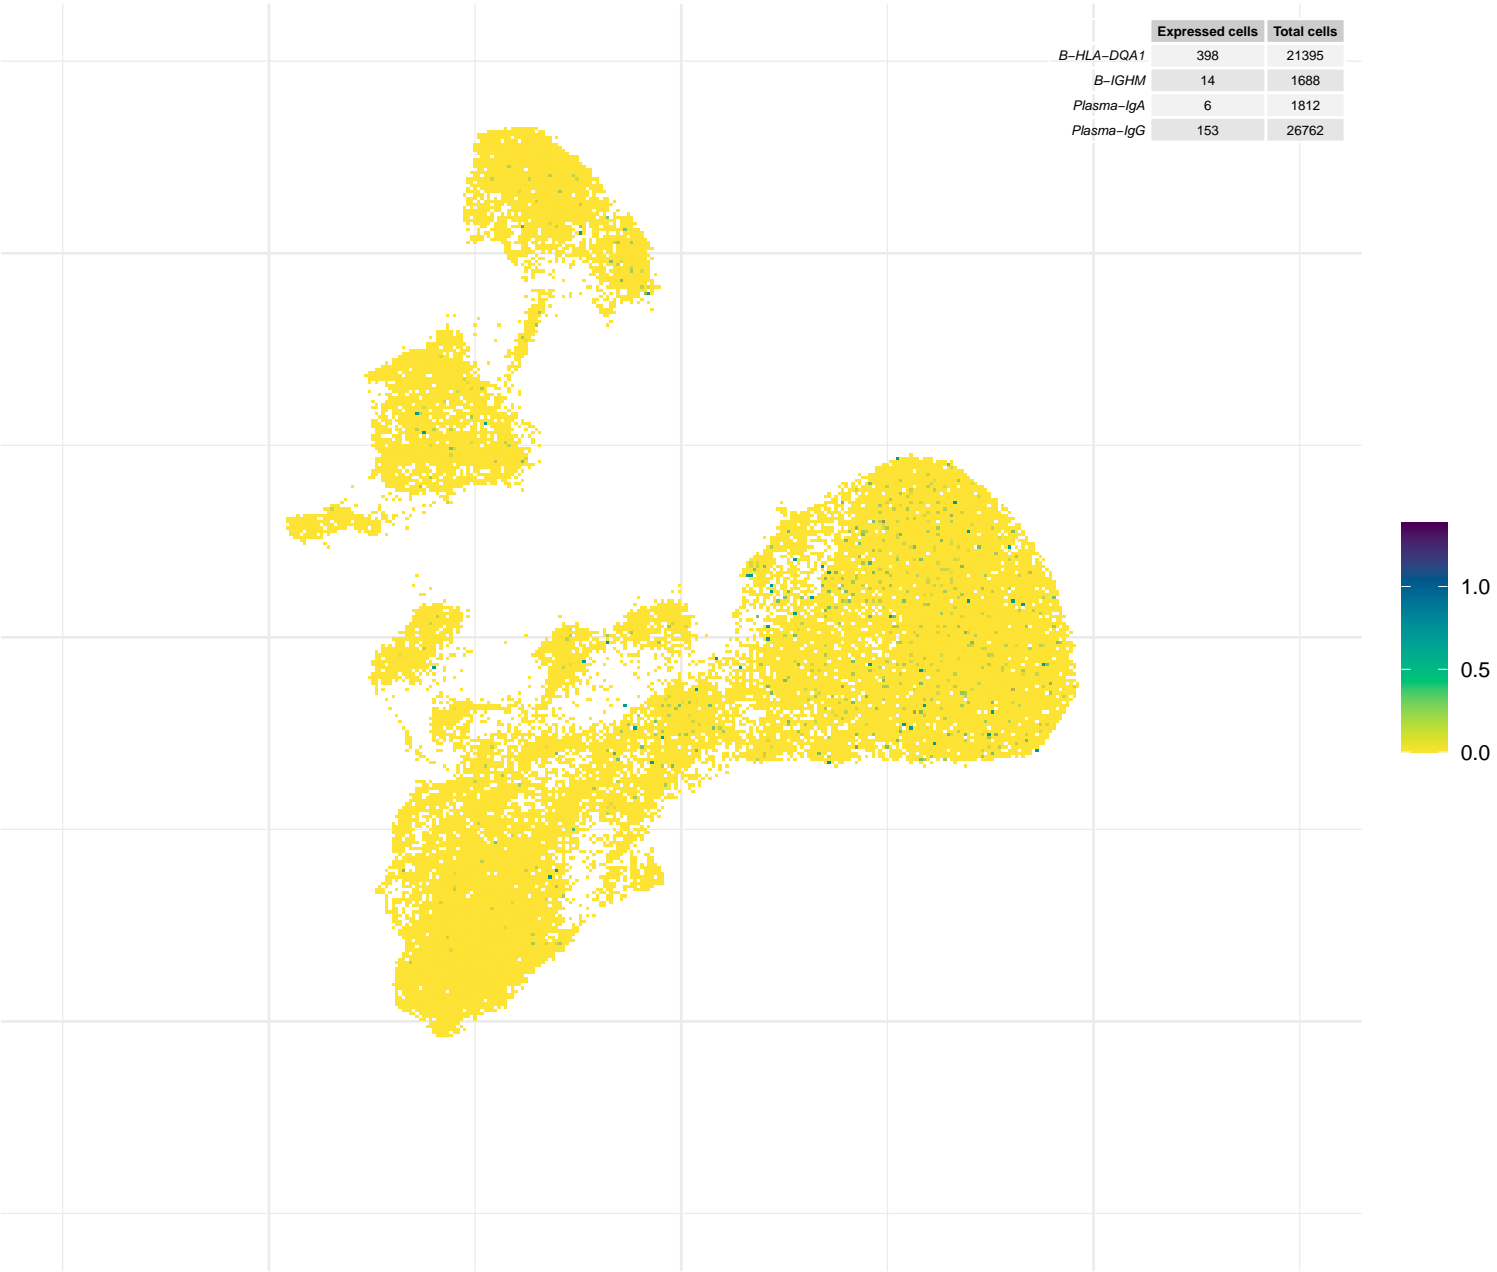 Expressed cells Total cells
B−HLA−DQA1 398 21395
B−IGHM 14 1688
Plasma−IgA 6 1812
Plasma−IgG 153 26762
1.0
0.5
0.0